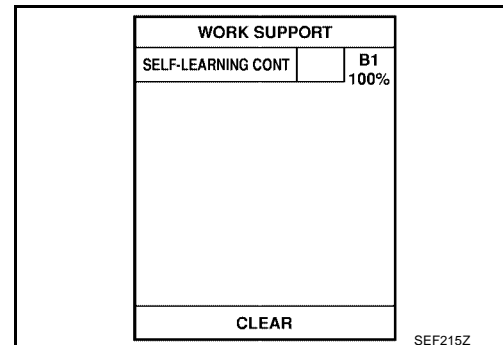 WORK SUPPORT
SELF-LEARNING CONT B1
100%
CLEAR
SEF215Z